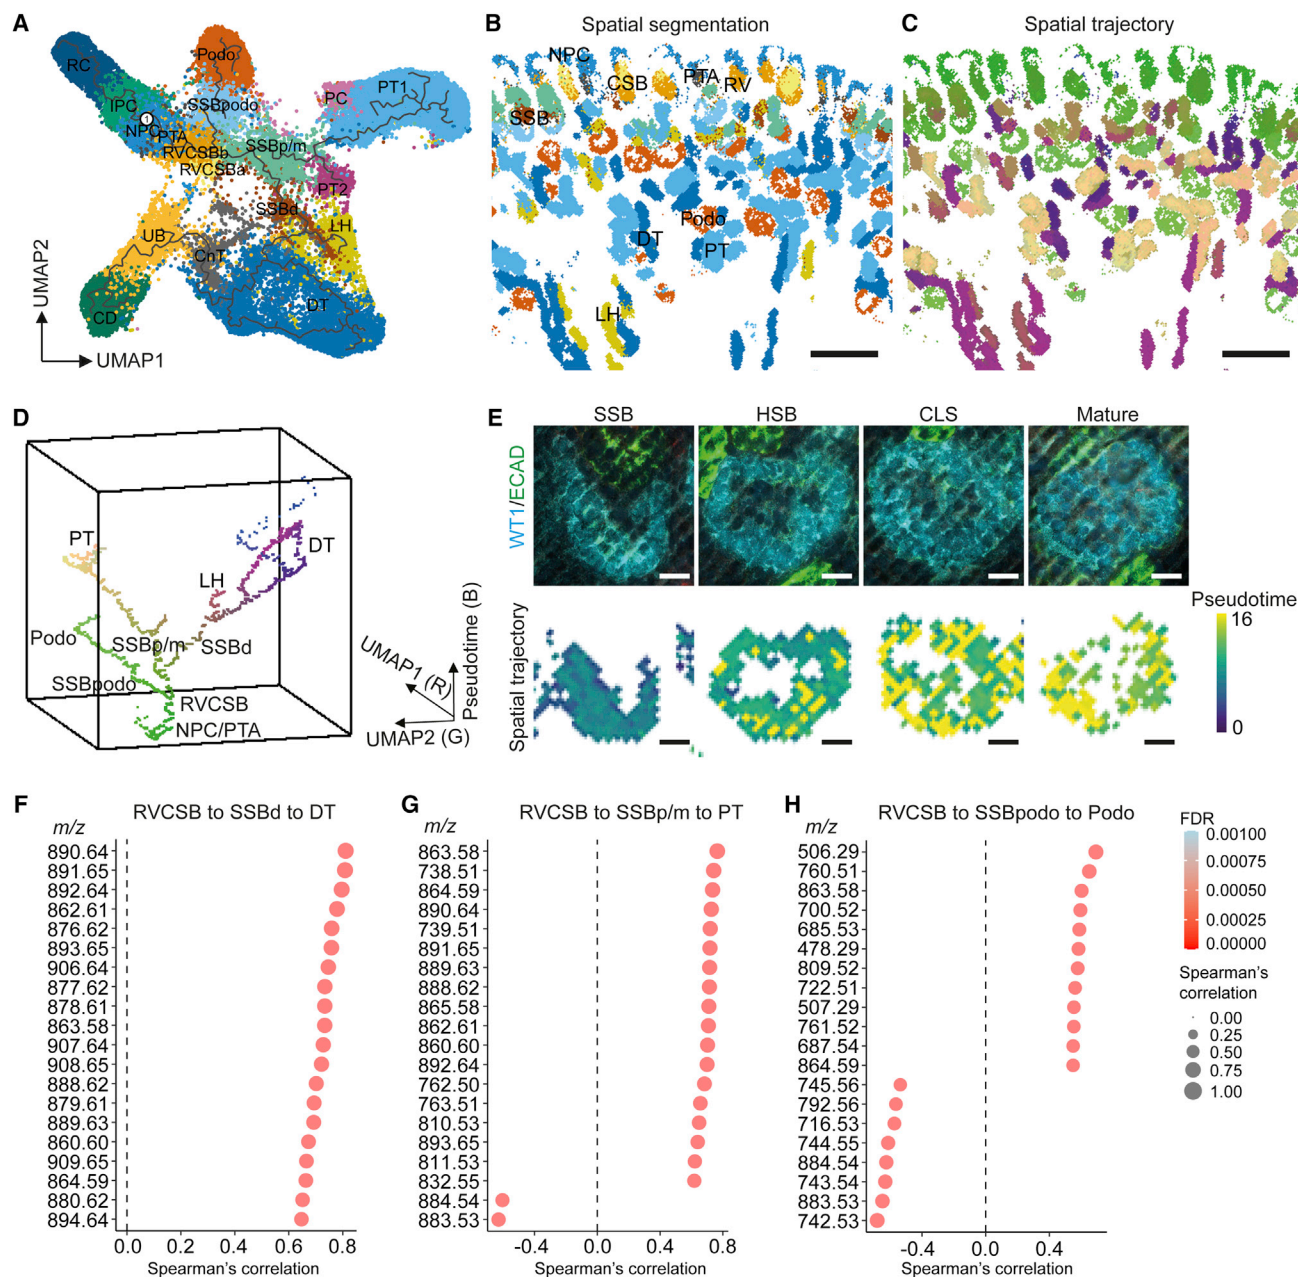 A
RC
Podo
IPC
1
NPC
PTA
SSBpodo
PC
PT1
RVCSBb
RVCSBa
SSBp/m
PT2
SSBd
LH
UB
CnT
CD
DT
UMAP2
UMAP1
B
Spatial segmentation
NPC
CSB
PTA
RV
SSB
Podo
DT
PT
LH
C
Spatial trajectory
D
PT
DT
LH
Podo
SSBp/m
SSBd
SSBpodo
RVCSB
NPC/PTA
UMAP1 (R)
UMAP2 (G)
Pseudotime (B)
E
SSB
HSB
CLS
Mature
WT1/ECAD
Spatial trajectory
Pseudotime
16
0
F
RVCSB to SSBd to DT
m/z
890.64
891.65
892.64
862.61
876.62
893.65
906.64
877.62
878.61
863.58
907.64
908.65
888.62
879.61
889.63
860.60
909.65
864.59
880.62
894.64
0.0 0.4 0.8
Spearman's correlation
G
RVCSB to SSBp/m to PT
m/z
863.58
738.51
864.59
890.64
739.51
891.65
889.63
888.62
865.58
862.61
860.60
892.64
762.50
763.51
810.53
893.65
811.53
832.55
884.54
883.53
-0.4 0.0 0.4 0.8
Spearman's correlation
H
RVCSB to SSBpodo to Podo
m/z
506.29
760.51
863.58
700.52
685.53
478.29
809.52
722.51
507.29
761.52
687.54
864.59
745.56
792.56
716.53
744.55
884.54
743.54
883.53
742.53
-0.4 0.0 0.4
Spearman's correlation
FDR
0.00100
0.00075
0.00050
0.00025
0.00000
Spearman's
correlation
0.00
0.25
0.50
0.75
1.00